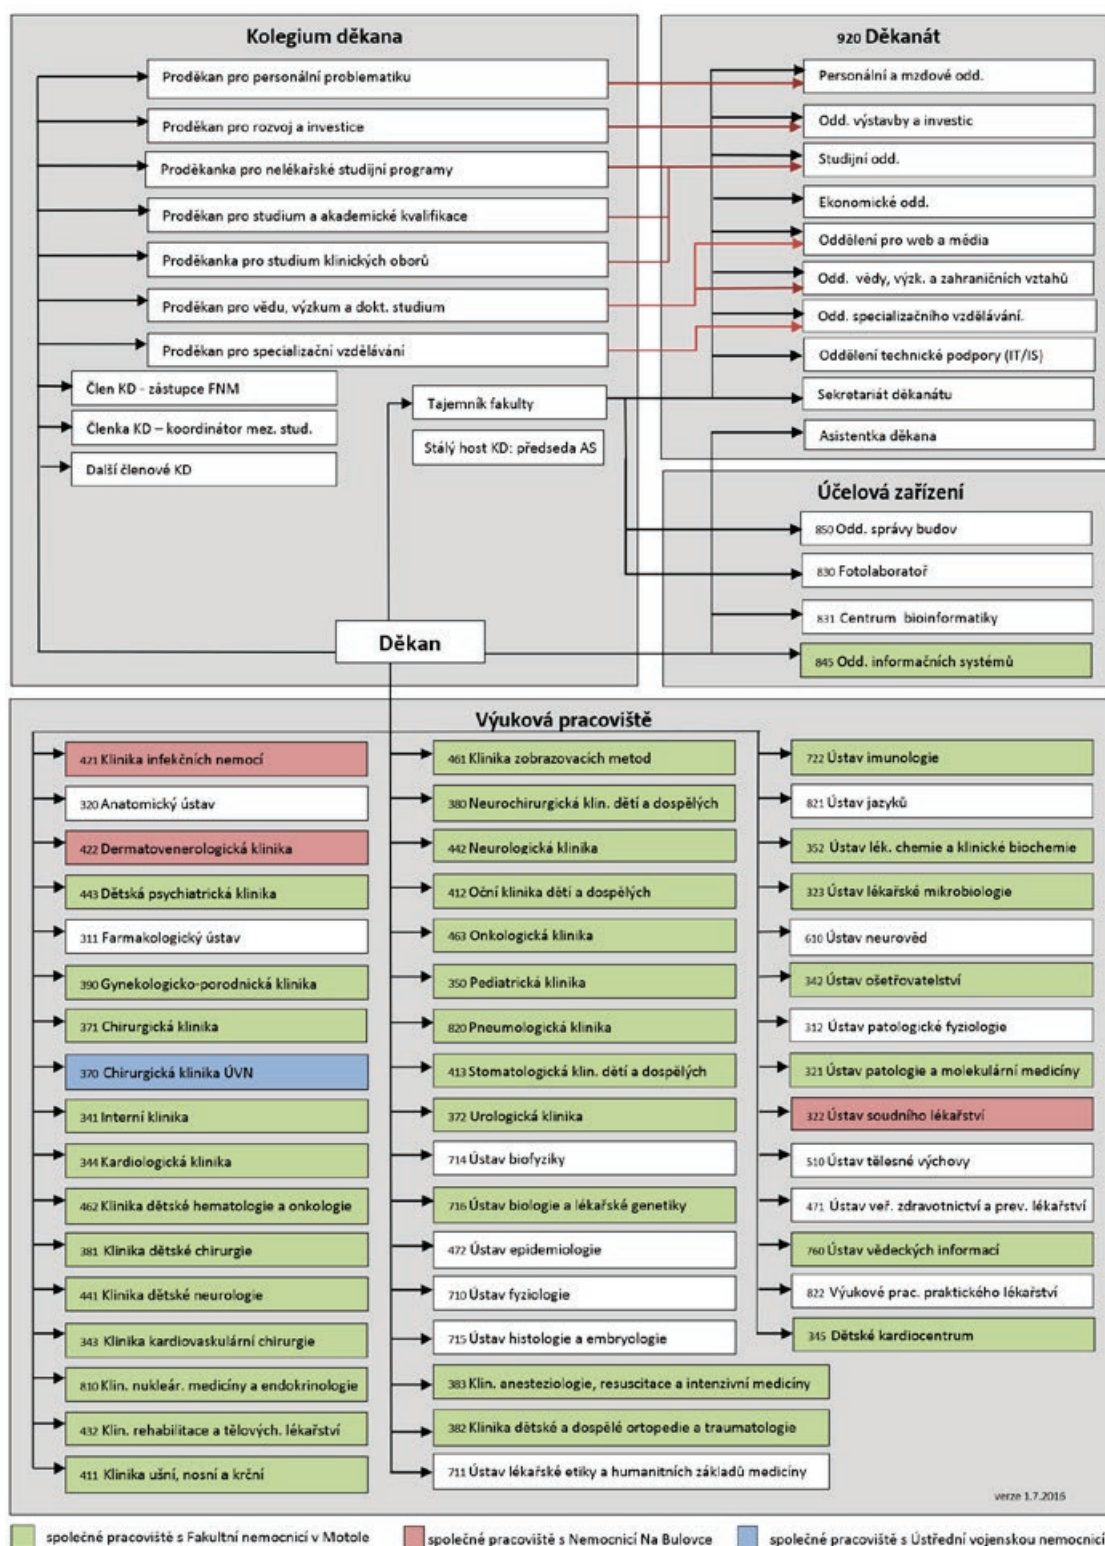 Kolegium děkana
Proděkan pro personální problematiku
Proděkan pro rozvoj a investice
Proděkanka pro nelékařské studijní programy
Proděkan pro studium a akademické kvalifikace
Proděkanka pro studium klinických oborů
Proděkan pro vědu, výzkum a dokt. studium
Proděkan pro specializační vzdělávání
Člen KD - zástupce FNM
Členka KD – koordinátor mez. stud.
Další členové KD
Tajemník fakulty
Stálý host KD: předseda AS
Děkan
920 Děkanát
Personální a mzdové odd.
Odd. výstavby a investic
Studijní odd.
Ekonomické odd.
Oddělení pro web a média
Odd. vědy, výzk. a zahraničních vztahů
Odd. specializačního vzdělávání.
Oddělení technické podpory (IT/IS)
Sekretariát děkanátu
Asistentka děkana
Účelová zařízení
850 Odd. správy budov
830 Fotolaboratoř
831 Centrum bioinformatiky
845 Odd. informačních systémů
Výuková pracoviště
421 Klinika infekčních nemocí
320 Anatomický ústav
422 Dermatovenerologická klinika
443 Dětská psychiatrická klinika
311 Farmakologický ústav
390 Gynekologicko-porodnická klinika
371 Chirurgická klinika
370 Chirurgická klinika ÚVN
341 Interní klinika
344 Kardiologická klinika
462 Klinika dětské hematologie a onkologie
381 Klinika dětské chirurgie
441 Klinika dětské neurologie
343 Klinika kardiovaskulární chirurgie
810 Klin. nukleár. medicíny a endokrinologie
432 Klin. rehabilitace a tělových. lékařství
411 Klinika ušní, nosní a krční
461 Klinika zobrazovacích metod
380 Neurochirurgická klin. dětí a dospělých
442 Neurologická klinika
412 Oční klinika dětí a dospělých
463 Onkologická klinika
350 Pediatrická klinika
820 Pneumologická klinika
413 Stomatologická klin. dětí a dospělých
372 Urologická klinika
714 Ústav biofyziky
716 Ústav biologie a lékařské genetiky
472 Ústav epidemiologie
710 Ústav fyziologie
715 Ústav histologie a embryologie
383 Klin. anesteziologie, resuscitace a intenzivní medicíny
382 Klinika dětské a dospělé ortopedie a traumatologie
711 Ústav lékařské etiky a humanitních základů medicíny
722 Ústav imunologie
821 Ústav jazyků
352 Ústav lék. chemie a klinické biochemie
323 Ústav lékařské mikrobiologie
610 Ústav neurověd
342 Ústav ošetřovatelství
312 Ústav patologické fyziologie
321 Ústav patologie a molekulární medicíny
322 Ústav soudního lékařství
510 Ústav tělesné výchovy
471 Ústav veř. zdravotnictví a prev. lékařství
760 Ústav vědeckých informací
822 Výukové prac. praktického lékařství
345 Dětské kardiocentrum
verze 1.7.2016
společné pracoviště s Fakultní nemocnicí v Motole
společné pracoviště s Nemocnicí Na Bulovce
společné pracoviště s Ústřední vojenskou nemocnicí